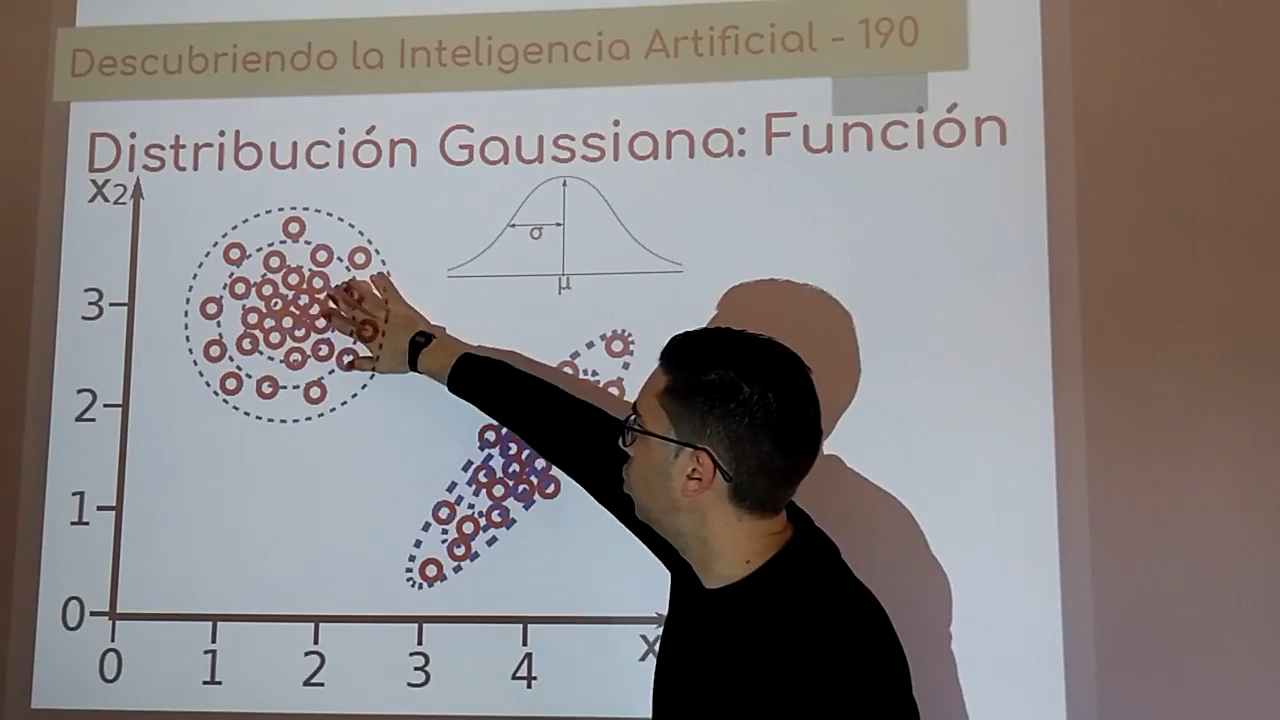 Descubriendo la Inteligencia Artificial - 190
Distribución Gaussiana: Función
x2
σ
μ
3
2
1
0
0 1 2 3 4
x